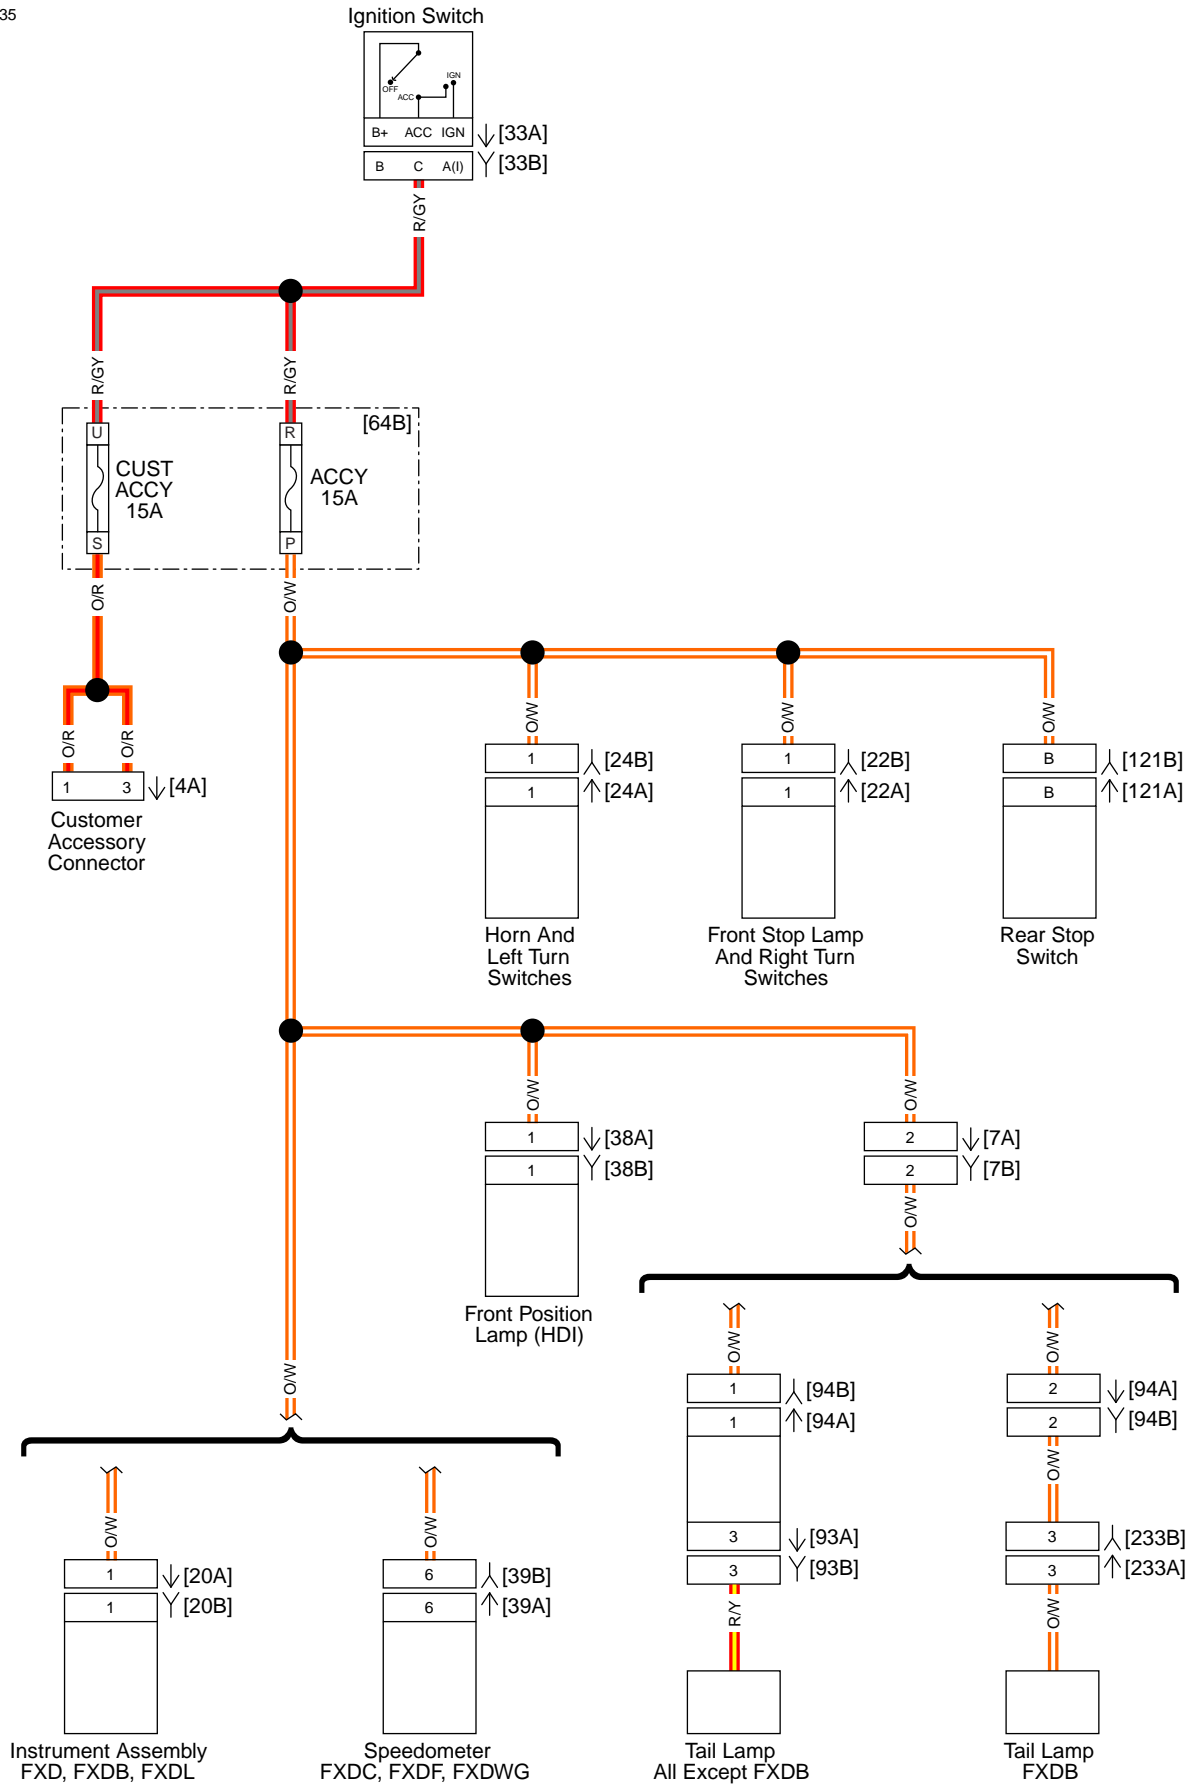 35
Ignition Switch
IGN
OFF
ACC
B+ ACC IGN [33A]
B C A(I) [33B]
R/GY
R/GY R/GY
[64B]
U R
CUST
ACCY
15A
ACCY
15A
S P
O/R O/W
O/R O/R O/W O/W O/W
1 3 [4A]
Customer
Accessory
Connector
1 [24B] 1 [22B] B [121B]
1 [24A] 1 [22A] B [121A]
Horn And
Left Turn
Switches
Front Stop Lamp
And Right Turn
Switches
Rear Stop
Switch
O/W O/W
1 [38A] 2 [7A]
1 [38B] 2 [7B]
O/W
Front Position
Lamp (HDI)
O/W O/W O/W
1 [94B] 2 [94A]
1 [94A] 2 [94B]
O/W
O/W O/W
3 [93A] 3 [233B]
3 [93B] 3 [233A]
1 [20A] 6 [39B]
1 [20B] 6 [39A]
R/Y O/W
Instrument Assembly
FXD, FXDB, FXDL
Speedometer
FXDC, FXDF, FXDWG
Tail Lamp
All Except FXDB
Tail Lamp
FXDB